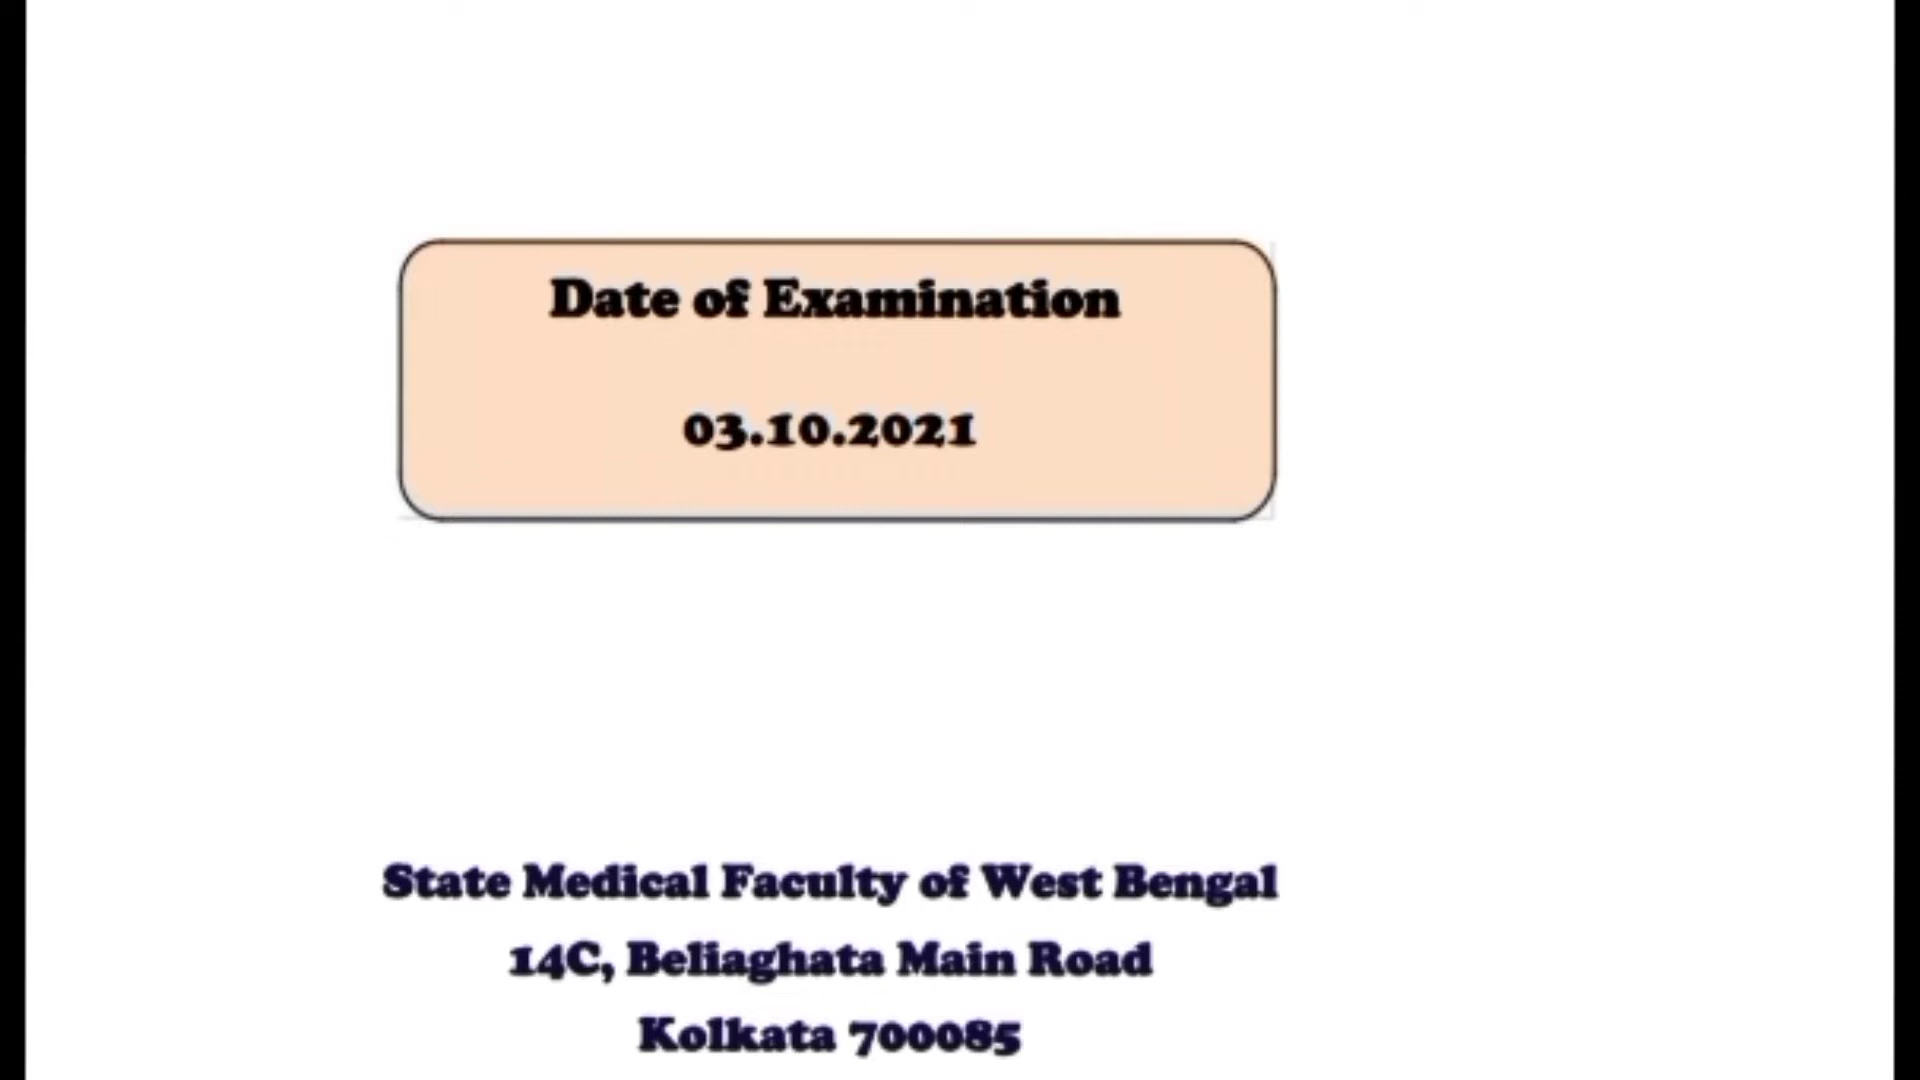 Date of Examination
03.10.2021
State Medical Faculty of West Bengal
14C, Beliaghata Main Road
Kolkata 700085